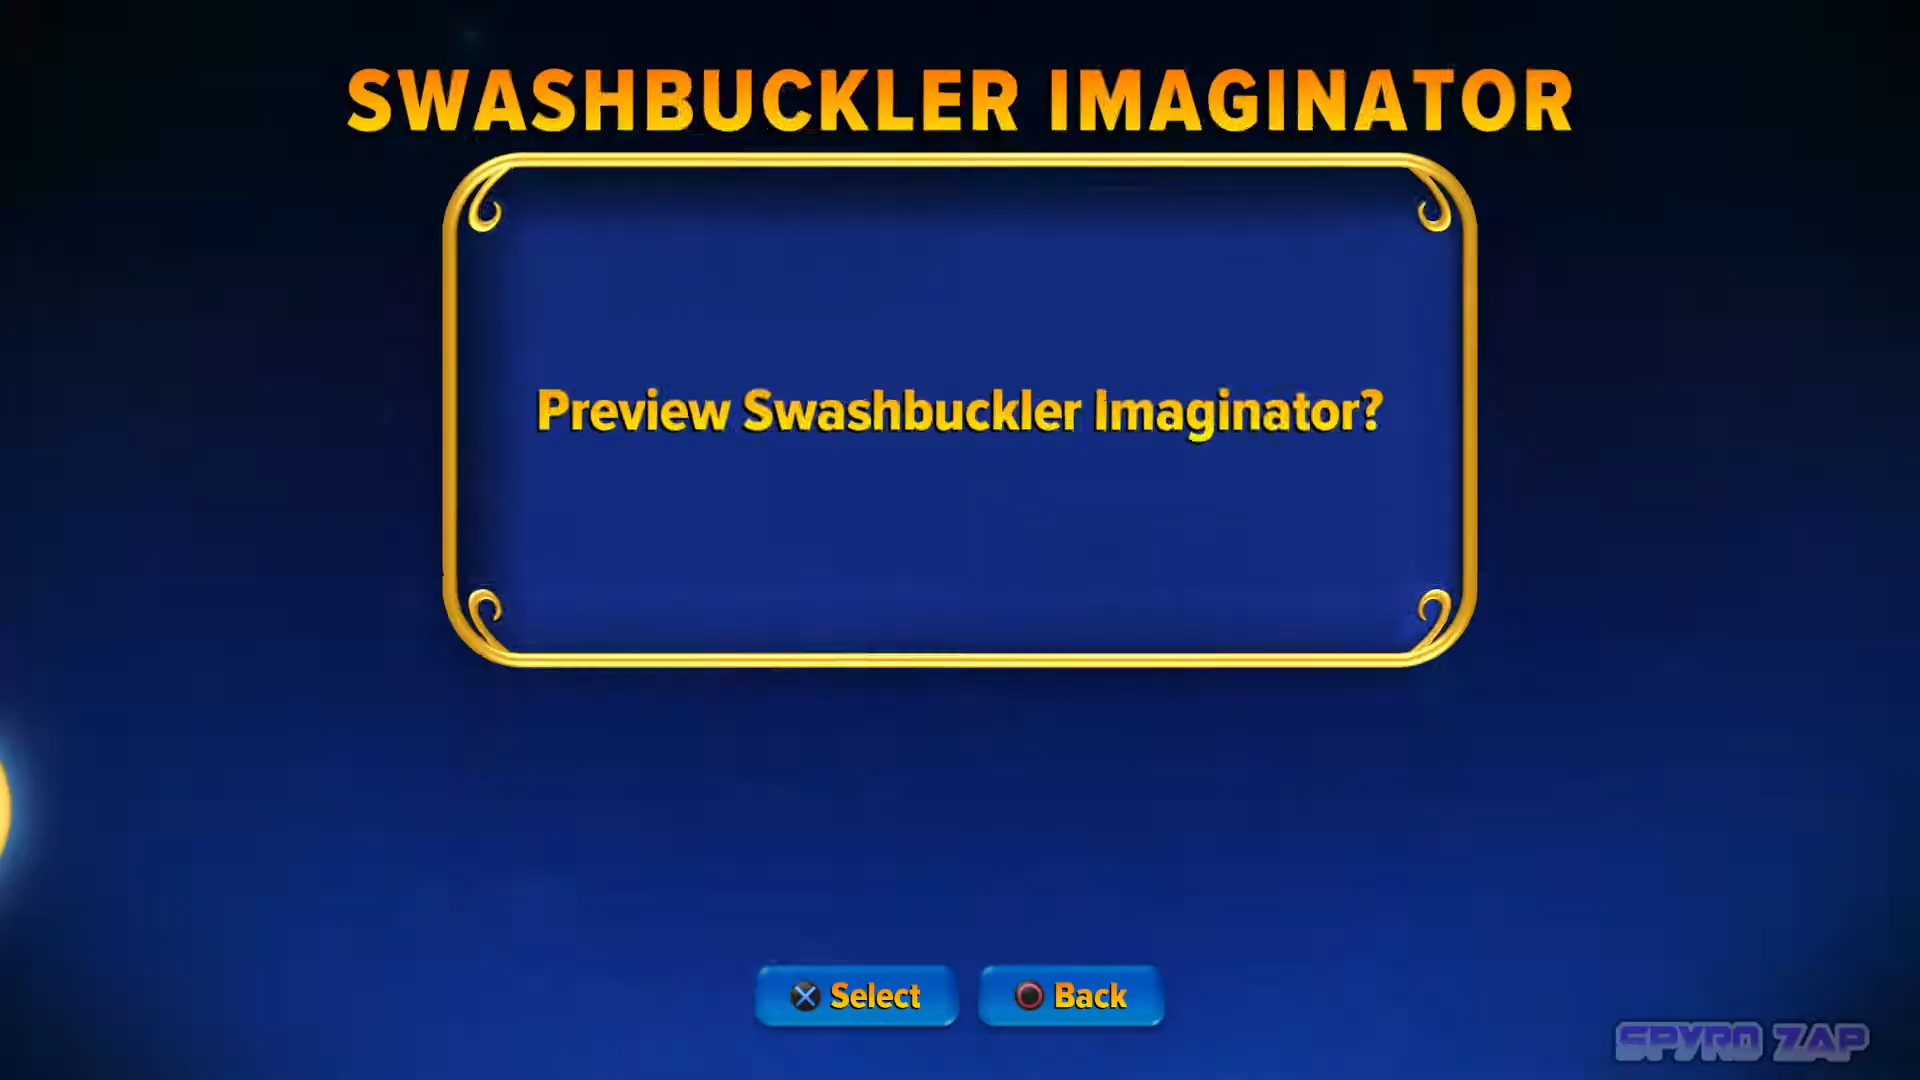 SWASHBUCKLER IMAGINATOR
Preview Swashbuckler Imaginator?
Select
Back
SPYRO ZAP